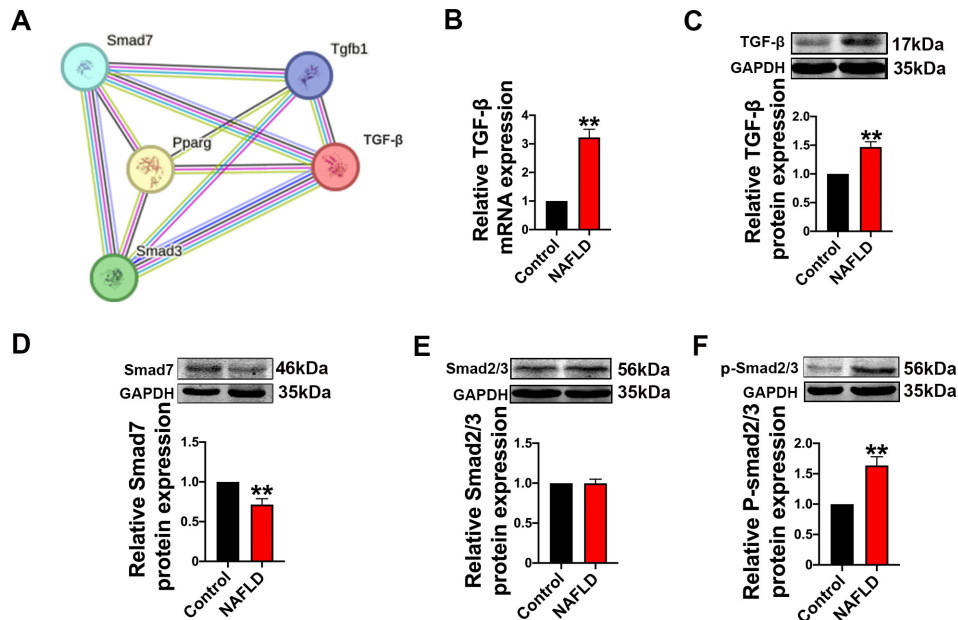 A
Smad7
Tgfb1
Pparg
TGF-β
Smad3
B
Relative TGF-β
mRNA expression
4
3
2
1
0
**
Control
NAFLD
C
TGF-β
17kDa
GAPDH
35kDa
Relative TGF-β
protein expression
2.0
1.5
1.0
0.5
0
**
Control
NAFLD
D
Smad7
46kDa
GAPDH
35kDa
Relative Smad7
protein expression
1.5
1.0
0.5
0
**
Control
NAFLD
E
Smad2/3
56kDa
GAPDH
35kDa
Relative Smad2/3
protein expression
1.5
1.0
0.5
0
Control
NAFLD
F
p-Smad2/3
56kDa
GAPDH
35kDa
Relative P-smad2/3
protein expression
2.0
1.5
1.0
0.5
0
**
Control
NAFLD